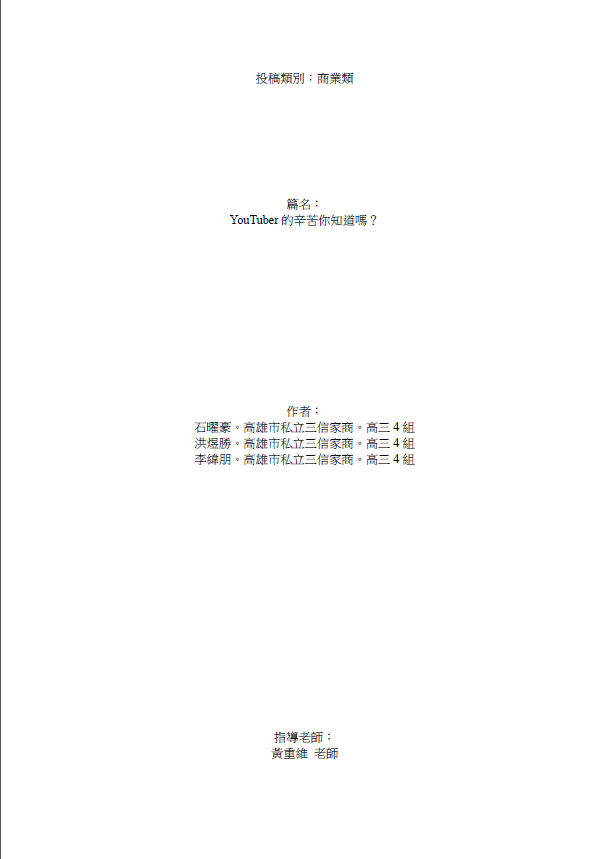 投稿類別：商業類
篇名：
YouTuber 的辛苦你知道嗎？
作者：
石曜豪。高雄市私立三信家商。高三 4 組
洪煜勝。高雄市私立三信家商。高三 4 組
李緯朋。高雄市私立三信家商。高三 4 組
指導老師：
黃重維 老師